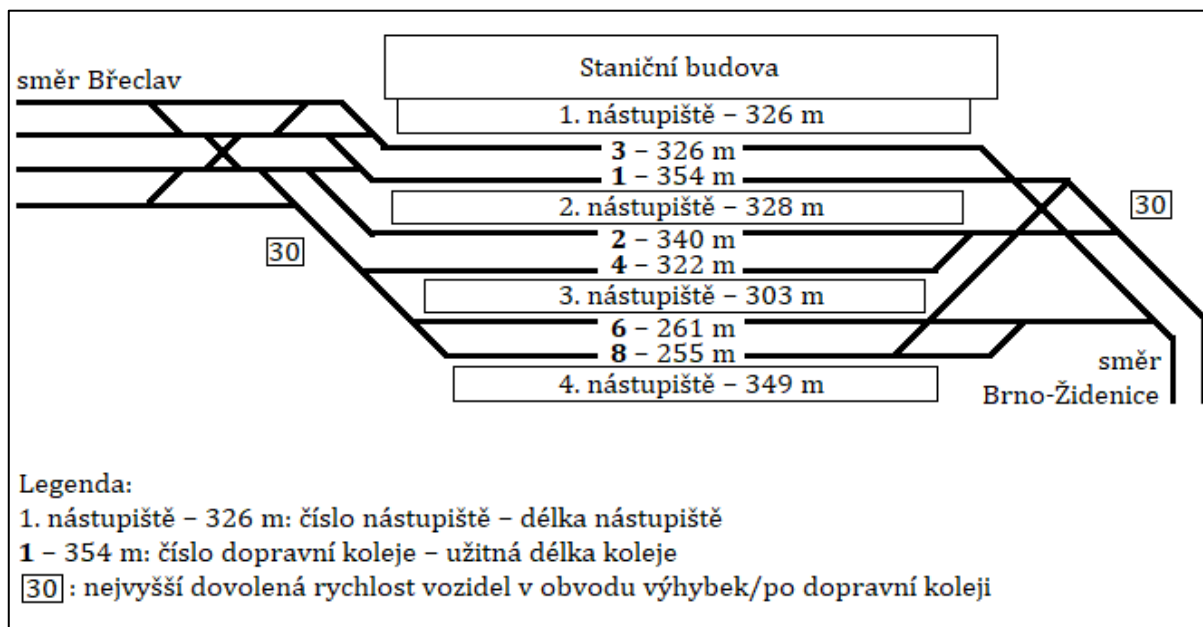 Staniční budova
směr Břeclav
1. nástupiště – 326 m
3 – 326 m
1 – 354 m
2. nástupiště – 328 m
30
2 – 340 m
30
4 – 322 m
3. nástupiště – 303 m
6 – 261 m
8 – 255 m
směr
4. nástupiště – 349 m
Brno-Židenice
Legenda:
1. nástupiště – 326 m: číslo nástupiště – délka nástupiště
1 – 354 m: číslo dopravní koleje – užitná délka koleje
30 : nejvyšší dovolená rychlost vozidel v obvodu výhybek/po dopravní koleji